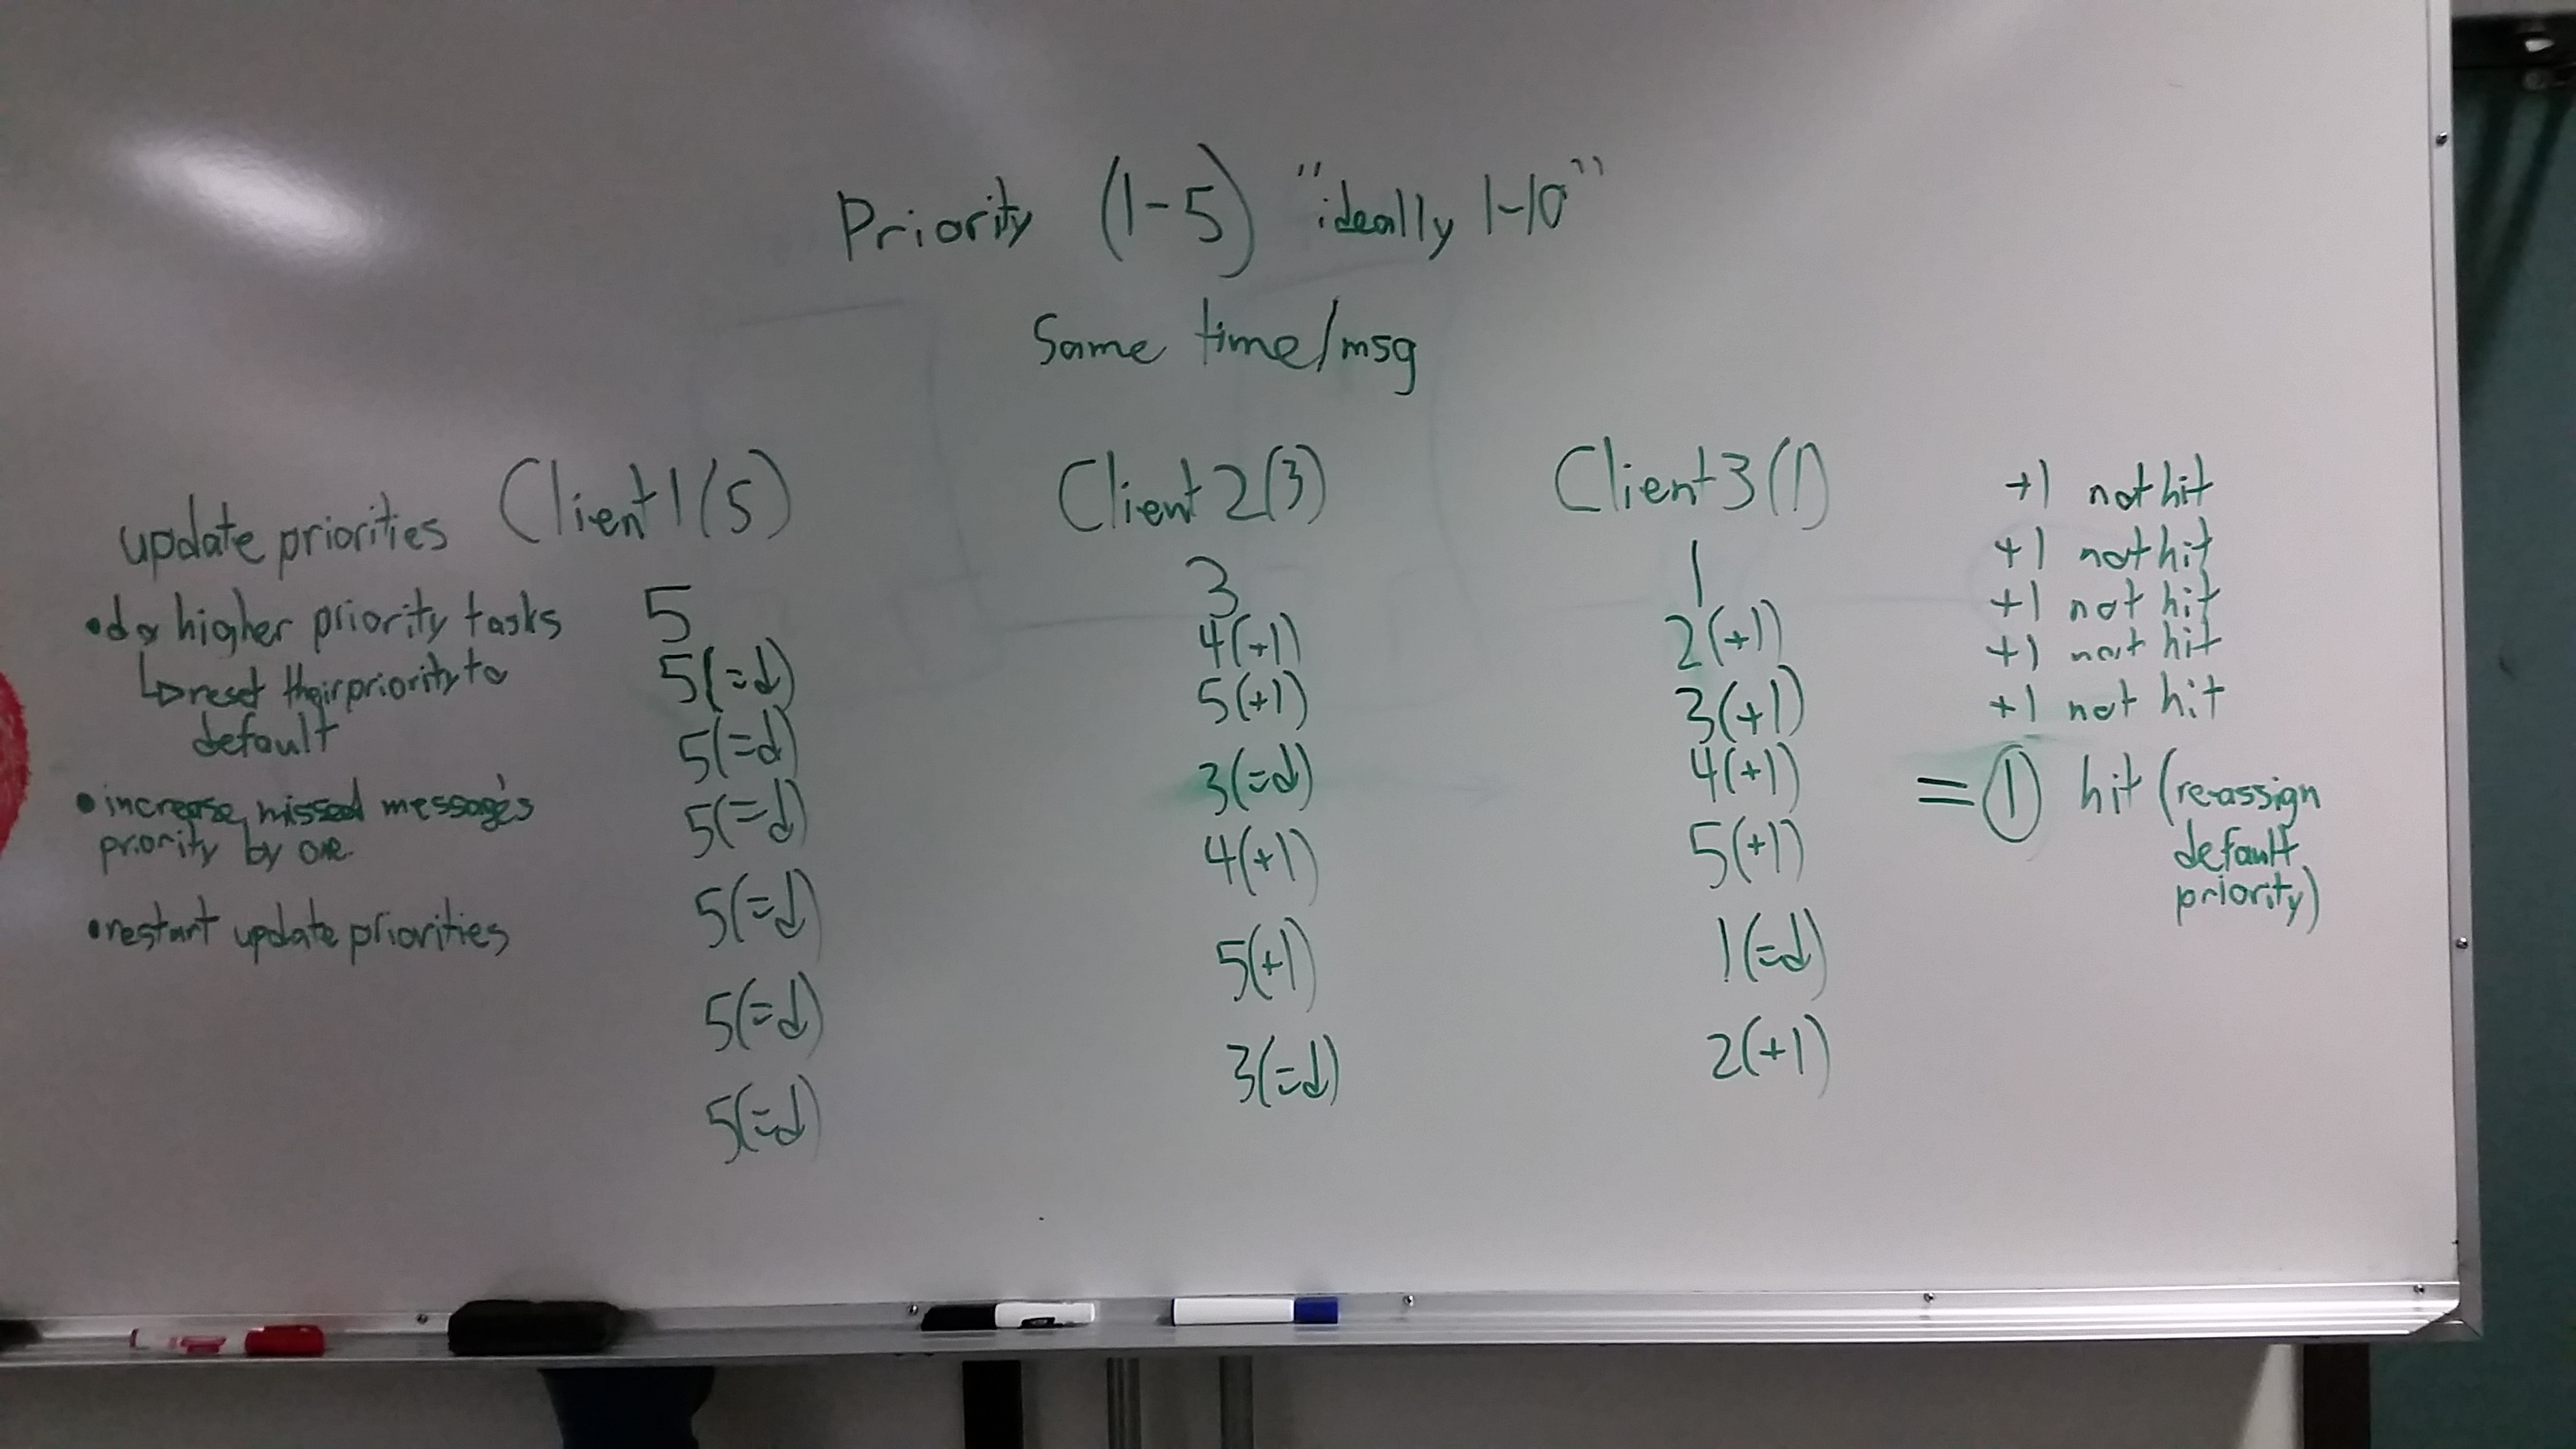 Priority (1-5) "ideally 1-10"
Same time/msg
update priorities
• do higher priority tasks
↳ reset their priority to
default
• increase missed message's
priority by one.
• restart update priorities
Client 1 (5)
5
5(=d)
5(=d)
5(=d)
5(=d)
5(=d)
5(=d)
Client 2 (3)
3
4(+1)
5(+1)
3(=d)
4(+1)
5(+1)
3(=d)
Client 3 (1)
1
2(+1)
3(+1)
4(+1)
5(+1)
1(=d)
2(+1)
+1 not hit
+1 not hit
+1 not hit
+1 not hit
+1 not hit
= 1 hit (re-assign
default
priority)